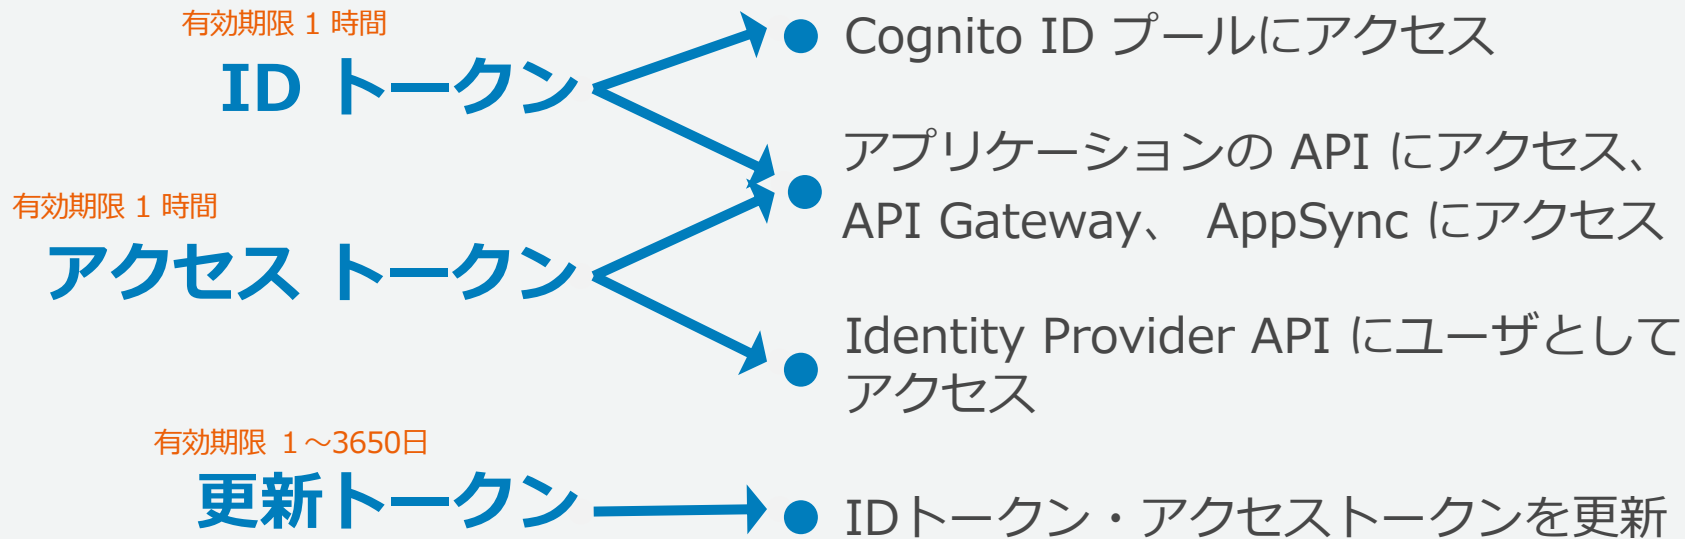 有効期限 1 時間
ID トークン
有効期限 1 時間
アクセス トークン
有効期限 1～3650日
更新トークン
● Cognito ID プールにアクセス
● アプリケーションの API にアクセス、
API Gateway、 AppSync にアクセス
● Identity Provider API にユーザとして
アクセス
● IDトークン・アクセストークンを更新